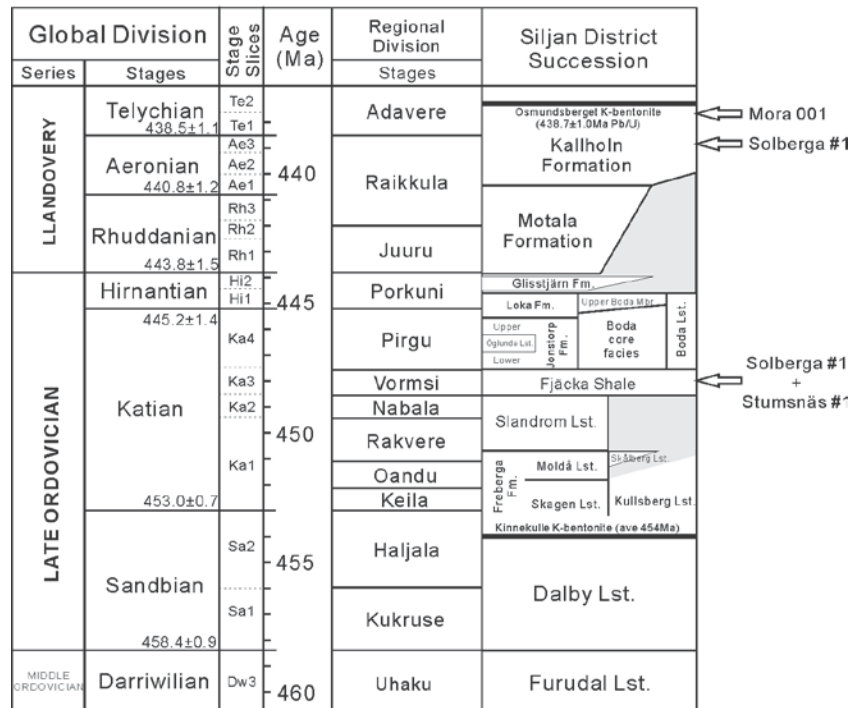 Global Division
Series
Stages
Stage Slices
Age (Ma)
Regional Division
Stages
Siljan District Succession
LLANDOVERY
LATE ORDOVICIAN
MIDDLE ORDOVICIAN
Telychian
438.5±1.1
Aeronian
440.8±1.2
Rhuddanian
443.8±1.5
Hirnantian
445.2±1.4
Katian
453.0±0.7
Sandbian
458.4±0.9
Darriwilian
Te2
Te1
Ae3
Ae2
Ae1
Rh3
Rh2
Rh1
Hi2
Hi1
Ka4
Ka3
Ka2
Ka1
Sa2
Sa1
Dw3
440
445
450
455
460
Adavere
Raikkula
Juuru
Porkuni
Pirgu
Vormsi
Nabala
Rakvere
Oandu
Keila
Haljala
Kukruse
Uhaku
Osmundsberget K-bentonite
(438.7±1.0Ma Pb/U)
Kallholn
Formation
Motala
Formation
Glisstjärn Fm.
Loka Fm.
Upper Boda Mbr
Upper
Öglunda Lst.
Lower
Jonstorp Fm.
Boda
core
facies
Boda Lst.
Fjäcka Shale
Slandrom Lst.
Skålberg Lst.
Freberga Fm.
Moldå Lst.
Skagen Lst.
Kullsberg Lst.
Kinnekulle K-bentonite (ave 454Ma)
Dalby Lst.
Furudal Lst.
Mora 001
Solberga #1
Solberga #1
+
Stumsnäs #1